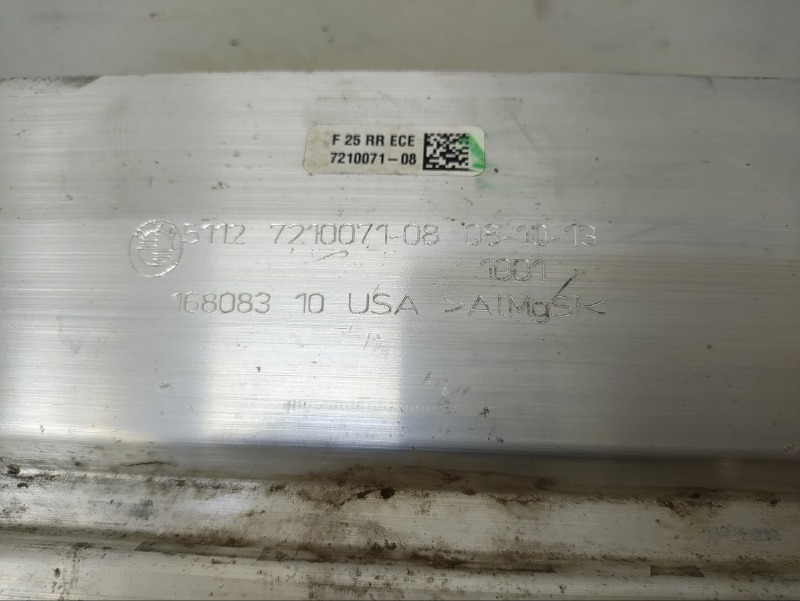 F 25 RR ECE
7210071-08
5112 7210071-08 08-10-13
1001
168083 10 USA >AlMgSi<